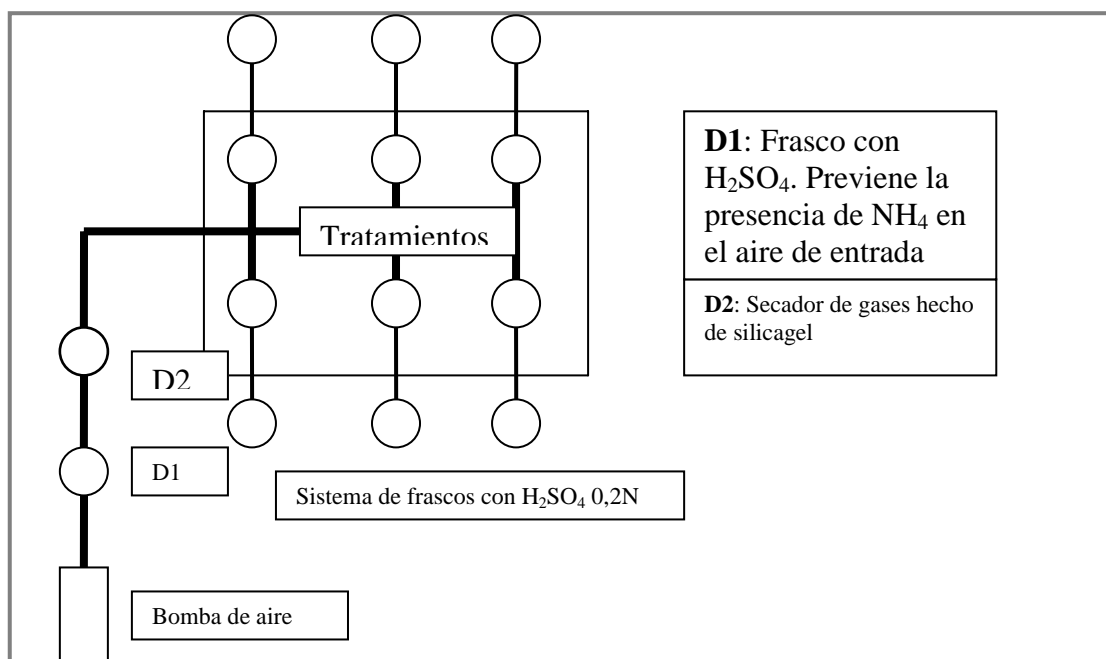 Tratamientos
D1: Frasco con
H₂SO₄. Previene la
presencia de NH₄ en
el aire de entrada
D2: Secador de gases hecho
de silicagel
D2
D1
Sistema de frascos con H₂SO₄ 0,2N
Bomba de aire